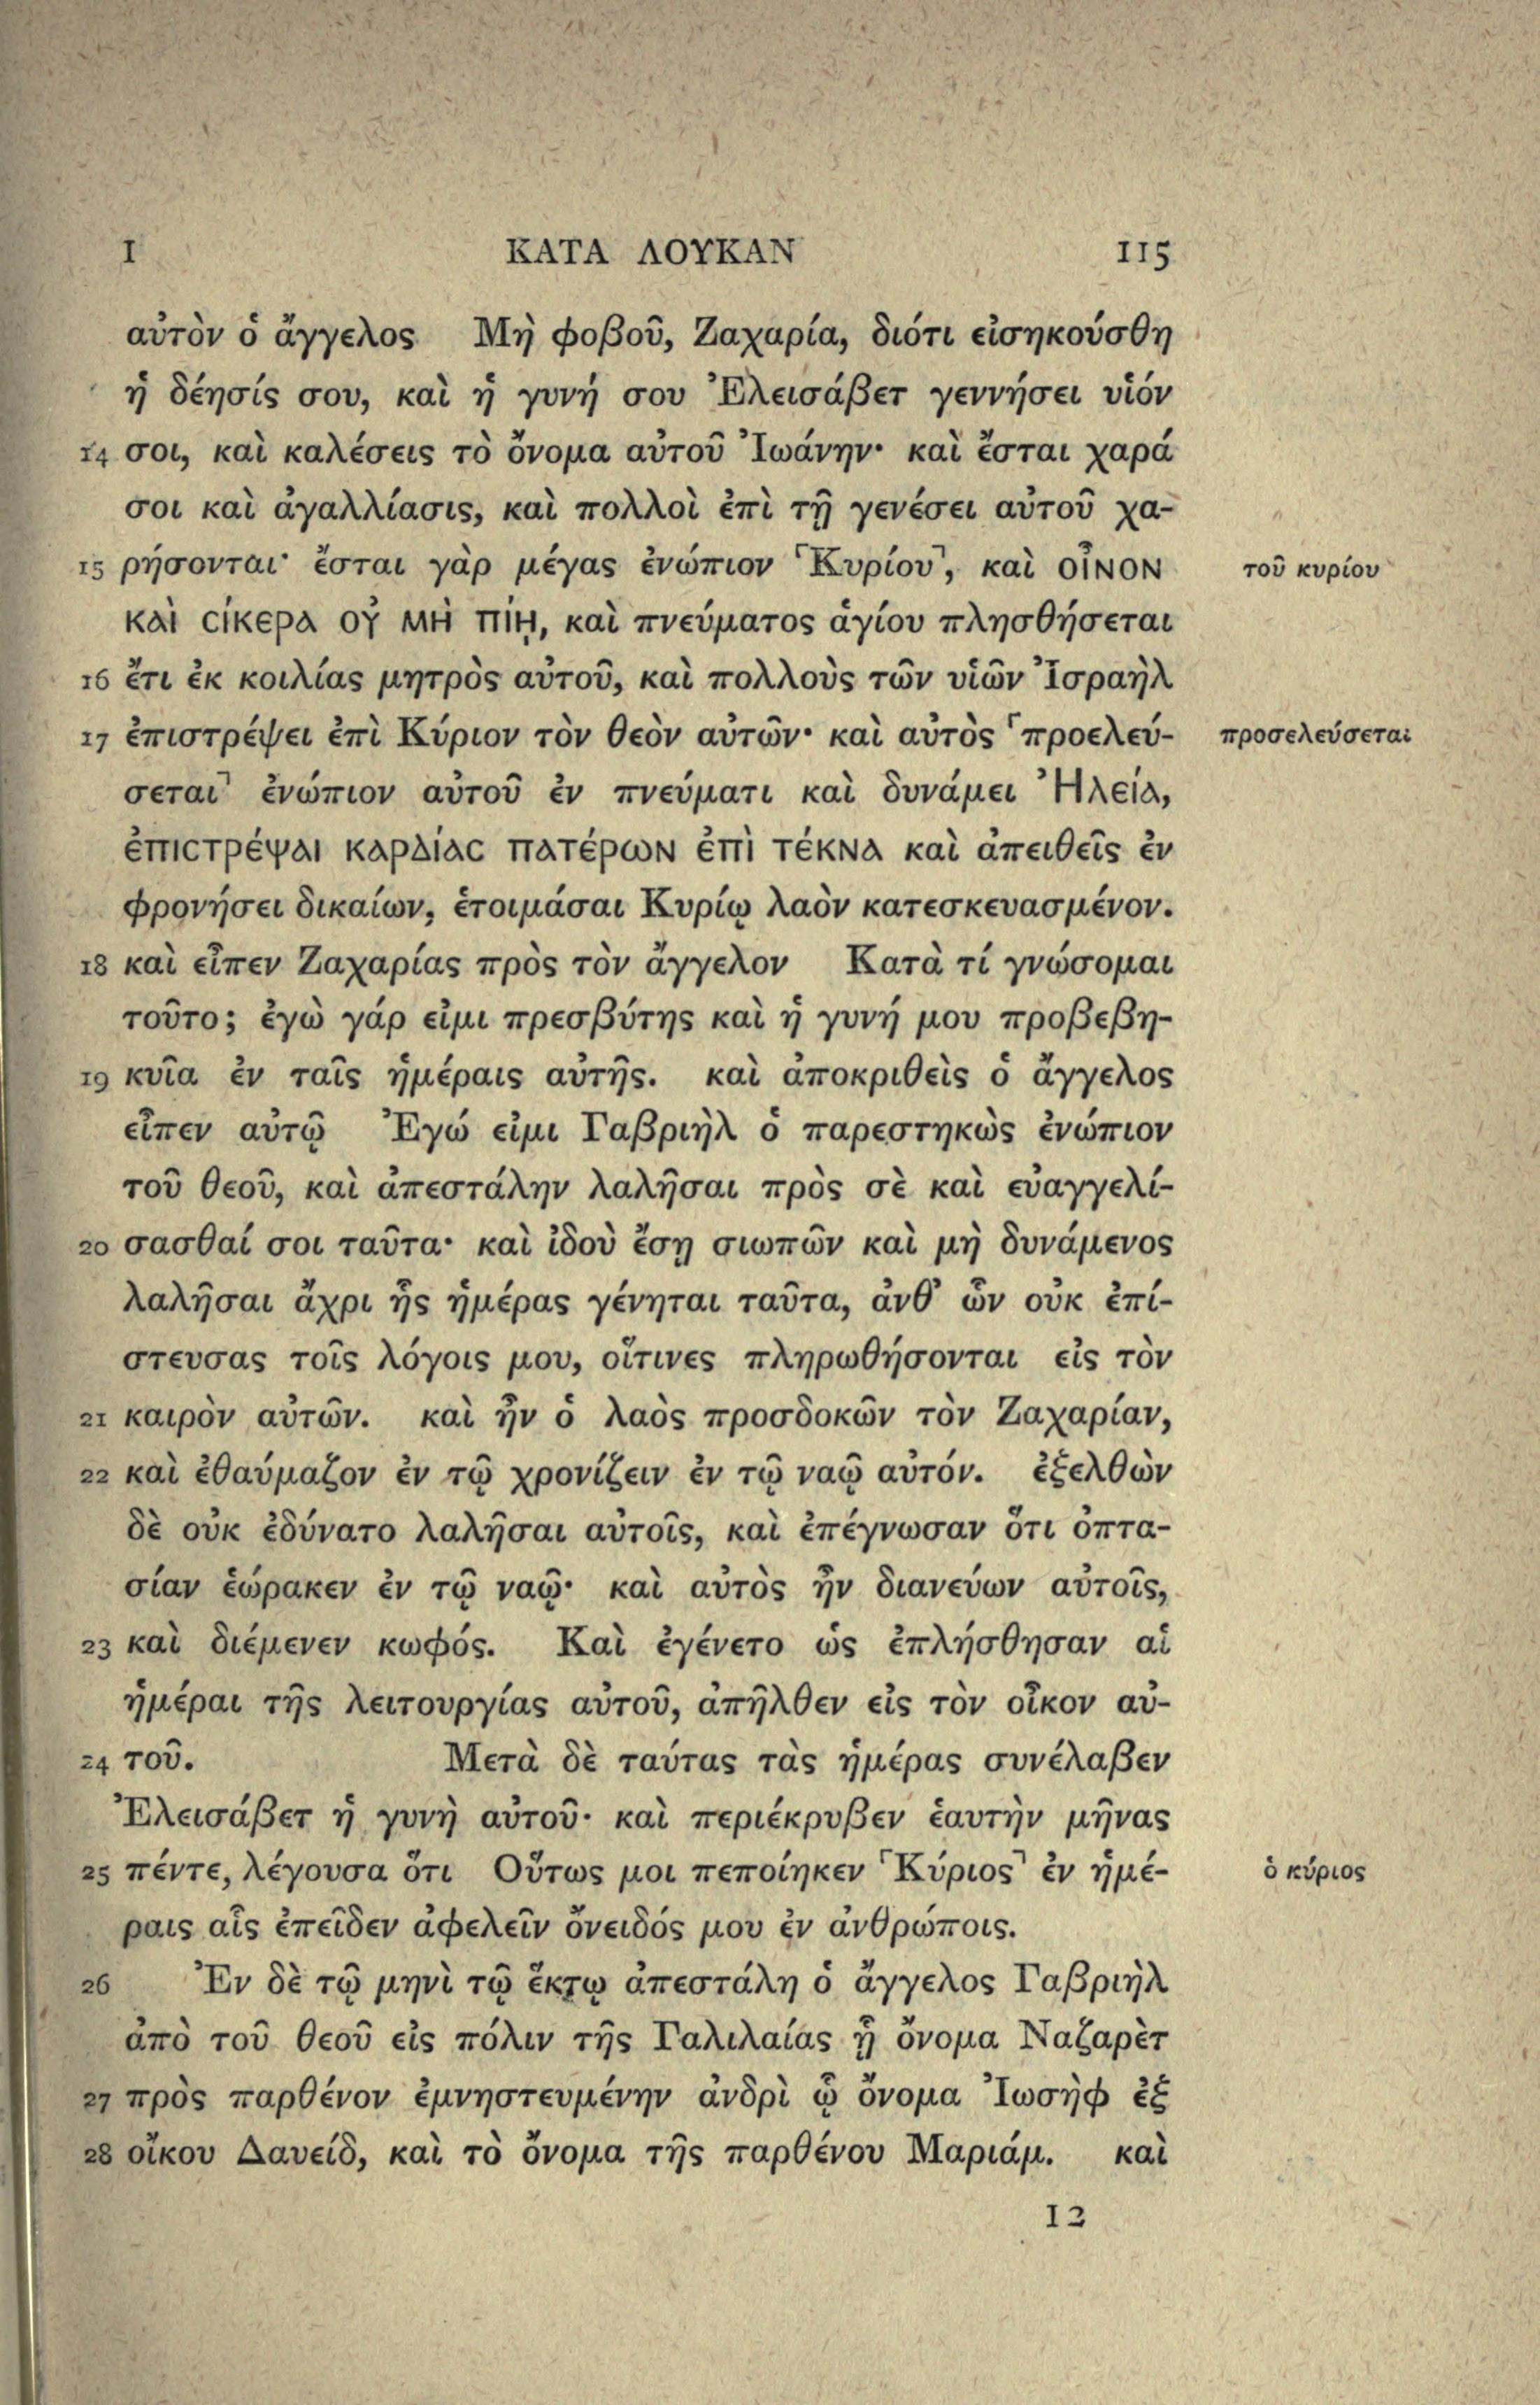 I ΚΑΤΑ ΛΟΥΚΑΝ 115
αὐτὸν ὁ ἄγγελος Μὴ φοβοῦ, Ζαχαρία, διότι εἰσηκούσθη
ἡ δέησίς σου, καὶ ἡ γυνή σου Ἐλεισάβετ γεννήσει υἱόν
14 σοι, καὶ καλέσεις τὸ ὄνομα αὐτοῦ Ἰωάνην· καὶ ἔσται χαρά
σοι καὶ ἀγαλλίασις, καὶ πολλοὶ ἐπὶ τῇ γενέσει αὐτοῦ χα-
15 ρήσονται· ἔσται γὰρ μέγας ἐνώπιον ⸀Κυρίου⸃, καὶ οἶνον τοῦ κυρίου
καὶ σίκερα οὐ μὴ πίῃ, καὶ πνεύματος ἁγίου πλησθήσεται
16 ἔτι ἐκ κοιλίας μητρὸς αὐτοῦ, καὶ πολλοὺς τῶν υἱῶν Ἰσραὴλ
17 ἐπιστρέψει ἐπὶ Κύριον τὸν θεὸν αὐτῶν· καὶ αὐτὸς ⸀προελεύ- προσελεύσεται
σεται⸃ ἐνώπιον αὐτοῦ ἐν πνεύματι καὶ δυνάμει Ἠλεία,
ἐπιστρέψαι καρδίας πατέρων ἐπὶ τέκνα καὶ ἀπειθεῖς ἐν
φρονήσει δικαίων, ἑτοιμάσαι Κυρίῳ λαὸν κατεσκευασμένον.
18 καὶ εἶπεν Ζαχαρίας πρὸς τὸν ἄγγελον Κατὰ τί γνώσομαι
τοῦτο; ἐγὼ γάρ εἰμι πρεσβύτης καὶ ἡ γυνή μου προβεβη-
19 κυῖα ἐν ταῖς ἡμέραις αὐτῆς. καὶ ἀποκριθεὶς ὁ ἄγγελος
εἶπεν αὐτῷ Ἐγώ εἰμι Γαβριὴλ ὁ παρεστηκὼς ἐνώπιον
τοῦ θεοῦ, καὶ ἀπεστάλην λαλῆσαι πρὸς σὲ καὶ εὐαγγελί-
20 σασθαί σοι ταῦτα· καὶ ἰδοὺ ἔσῃ σιωπῶν καὶ μὴ δυνάμενος
λαλῆσαι ἄχρι ἧς ἡμέρας γένηται ταῦτα, ἀνθ᾽ ὧν οὐκ ἐπί-
στευσας τοῖς λόγοις μου, οἵτινες πληρωθήσονται εἰς τὸν
21 καιρὸν αὐτῶν. καὶ ἦν ὁ λαὸς προσδοκῶν τὸν Ζαχαρίαν,
22 καὶ ἐθαύμαζον ἐν τῷ χρονίζειν ἐν τῷ ναῷ αὐτόν. ἐξελθὼν
δὲ οὐκ ἐδύνατο λαλῆσαι αὐτοῖς, καὶ ἐπέγνωσαν ὅτι ὀπτα-
σίαν ἑώρακεν ἐν τῷ ναῷ· καὶ αὐτὸς ἦν διανεύων αὐτοῖς,
23 καὶ διέμενεν κωφός. Καὶ ἐγένετο ὡς ἐπλήσθησαν αἱ
ἡμέραι τῆς λειτουργίας αὐτοῦ, ἀπῆλθεν εἰς τὸν οἶκον αὐ-
24 τοῦ. Μετὰ δὲ ταύτας τὰς ἡμέρας συνέλαβεν
Ἐλεισάβετ ἡ γυνὴ αὐτοῦ· καὶ περιέκρυβεν ἑαυτὴν μῆνας
25 πέντε, λέγουσα ὅτι Οὕτως μοι πεποίηκεν ⸀Κύριος⸃ ἐν ἡμέ- ὁ κύριος
ραις αἷς ἐπεῖδεν ἀφελεῖν ὄνειδός μου ἐν ἀνθρώποις.
26 Ἐν δὲ τῷ μηνὶ τῷ ἕκτῳ ἀπεστάλη ὁ ἄγγελος Γαβριὴλ
ἀπὸ τοῦ θεοῦ εἰς πόλιν τῆς Γαλιλαίας ᾗ ὄνομα Ναζαρὲτ
27 πρὸς παρθένον ἐμνηστευμένην ἀνδρὶ ᾧ ὄνομα Ἰωσὴφ ἐξ
28 οἴκου Δαυείδ, καὶ τὸ ὄνομα τῆς παρθένου Μαριάμ. καὶ
I 2